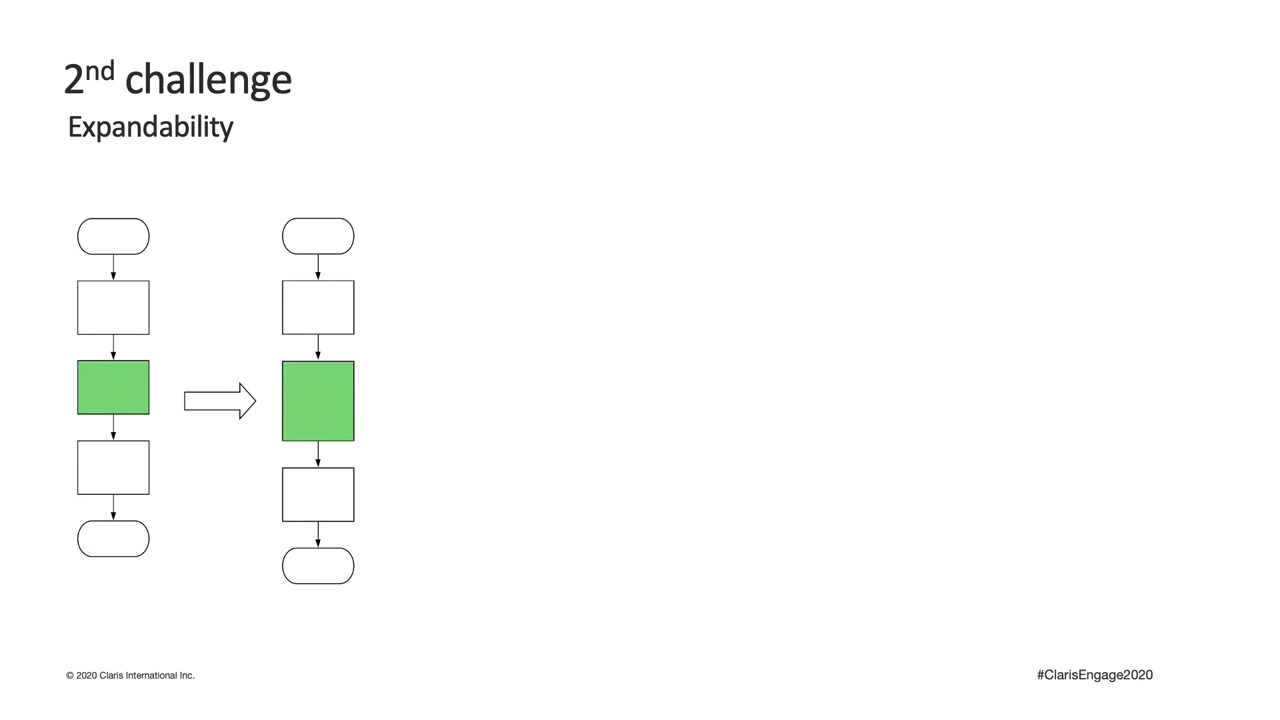 2nd challenge
Expandability
© 2020 Claris International Inc.
#ClarisEngage2020